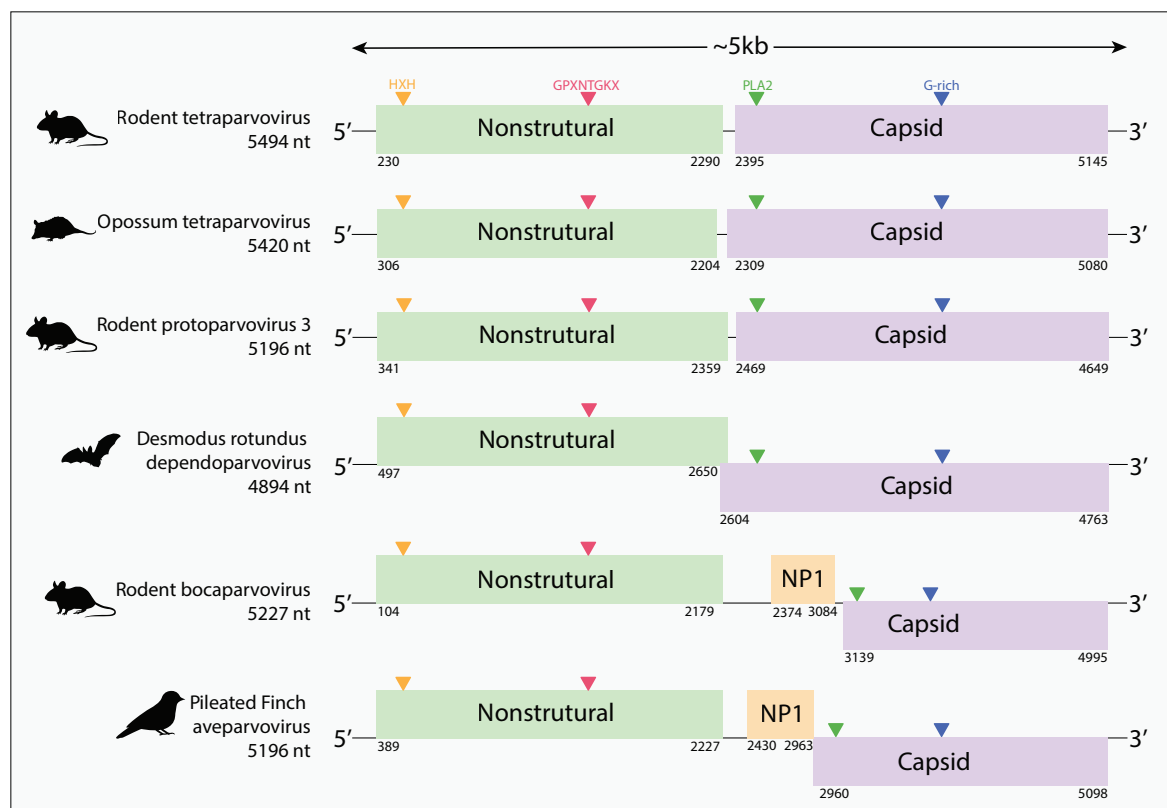 ~5kb
HXH GPXNTGKX PLA2 G-rich
Rodent tetraparvovirus
5494 nt
5′ Nonstrutural Capsid 3′
230 2290 2395 5145
Opossum tetraparvovirus
5420 nt
5′ Nonstrutural Capsid 3′
306 2204 2309 5080
Rodent protoparvovirus 3
5196 nt
5′ Nonstrutural Capsid 3′
341 2359 2469 4649
Desmodus rotundus
dependoparvovirus
4894 nt
5′ Nonstrutural 3′
497 2650
Capsid
2604 4763
Rodent bocaparvovirus
5227 nt
5′ Nonstrutural NP1 3′
104 2179 2374 3084
Capsid
3139 4995
Pileated Finch
aveparvovirus
5196 nt
5′ Nonstrutural NP1 3′
389 2227 2430 2963
Capsid
2960 5098